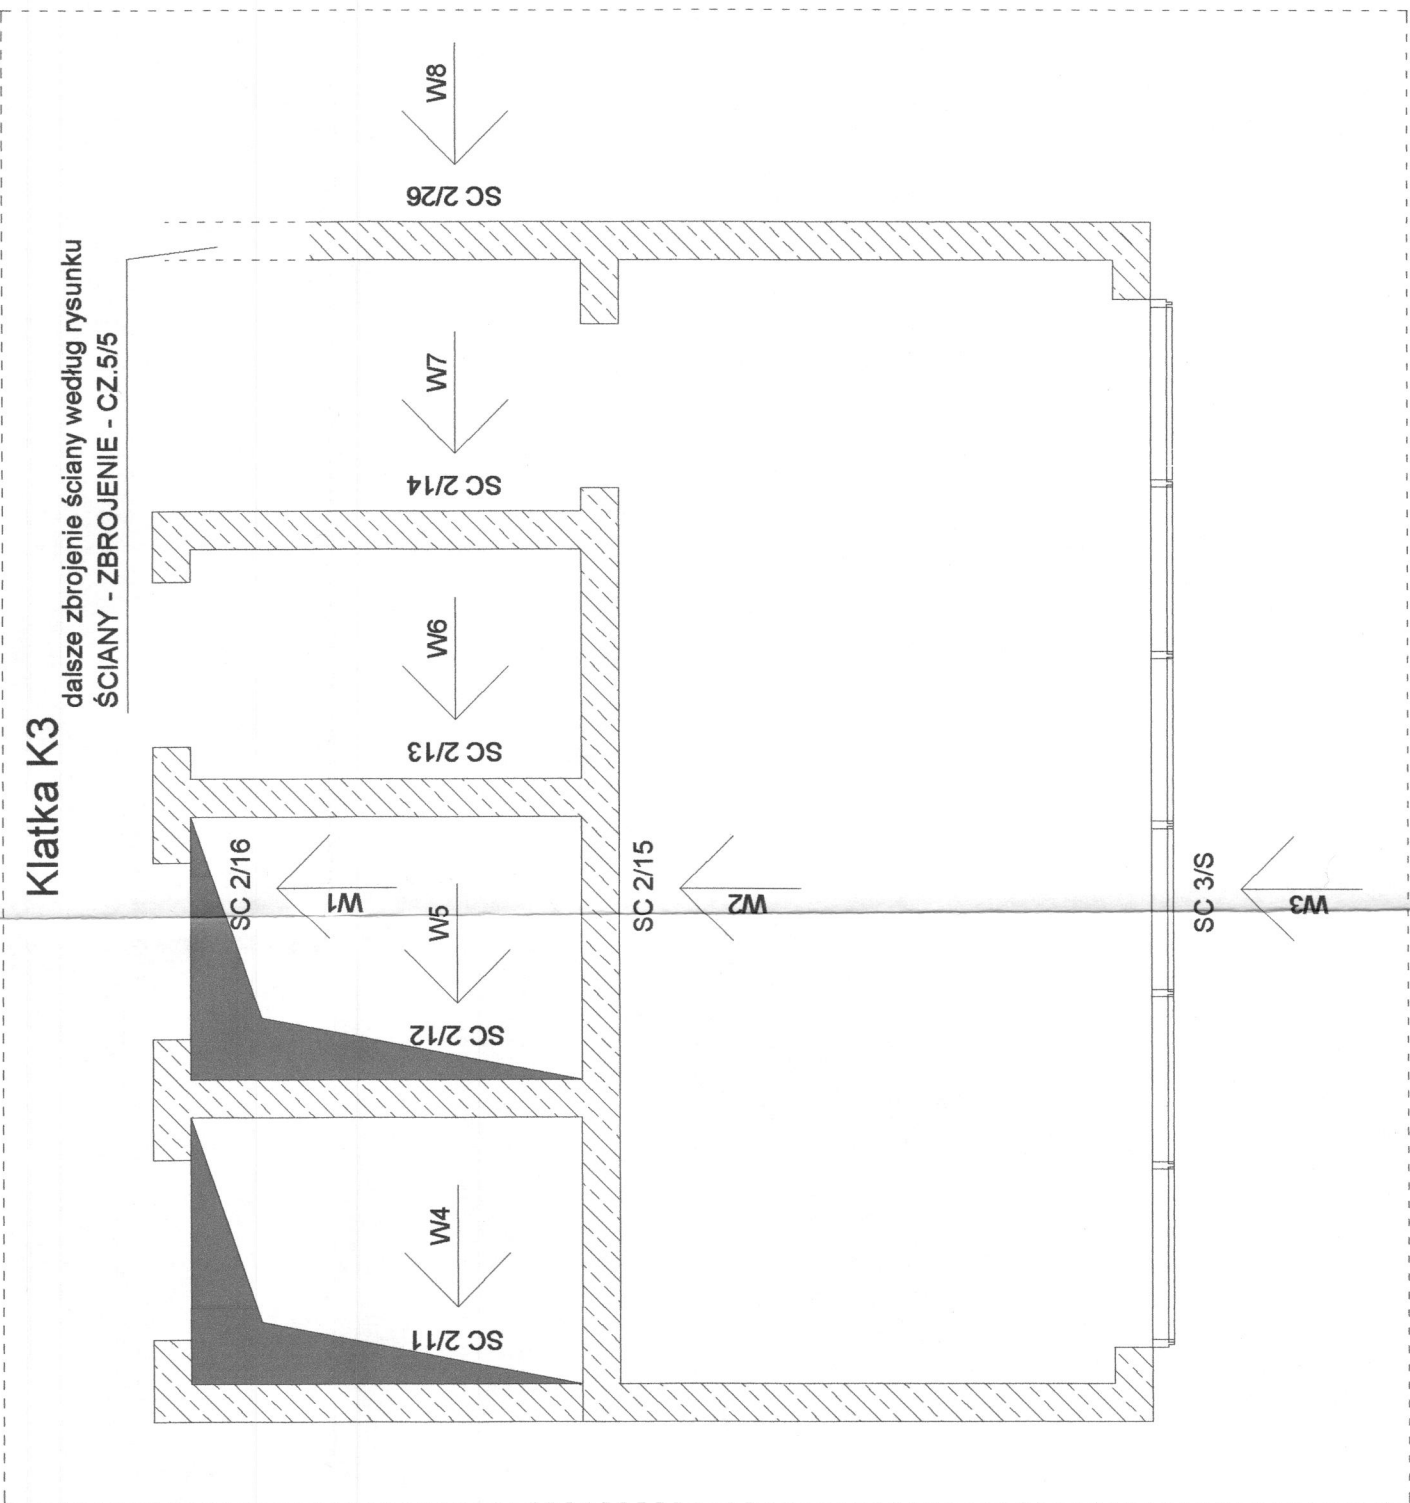 Klatka K3
dalsze zbrojenie ściany według rysunku
ŚCIANY - ZBROJENIE - CZ.5/5
W8
SC 2/26
W7
SC 2/14
W6
SC 2/13
SC 2/16
W1
W5
SC 2/12
SC 2/15
W2
SC 3/S
W3
W4
SC 2/11